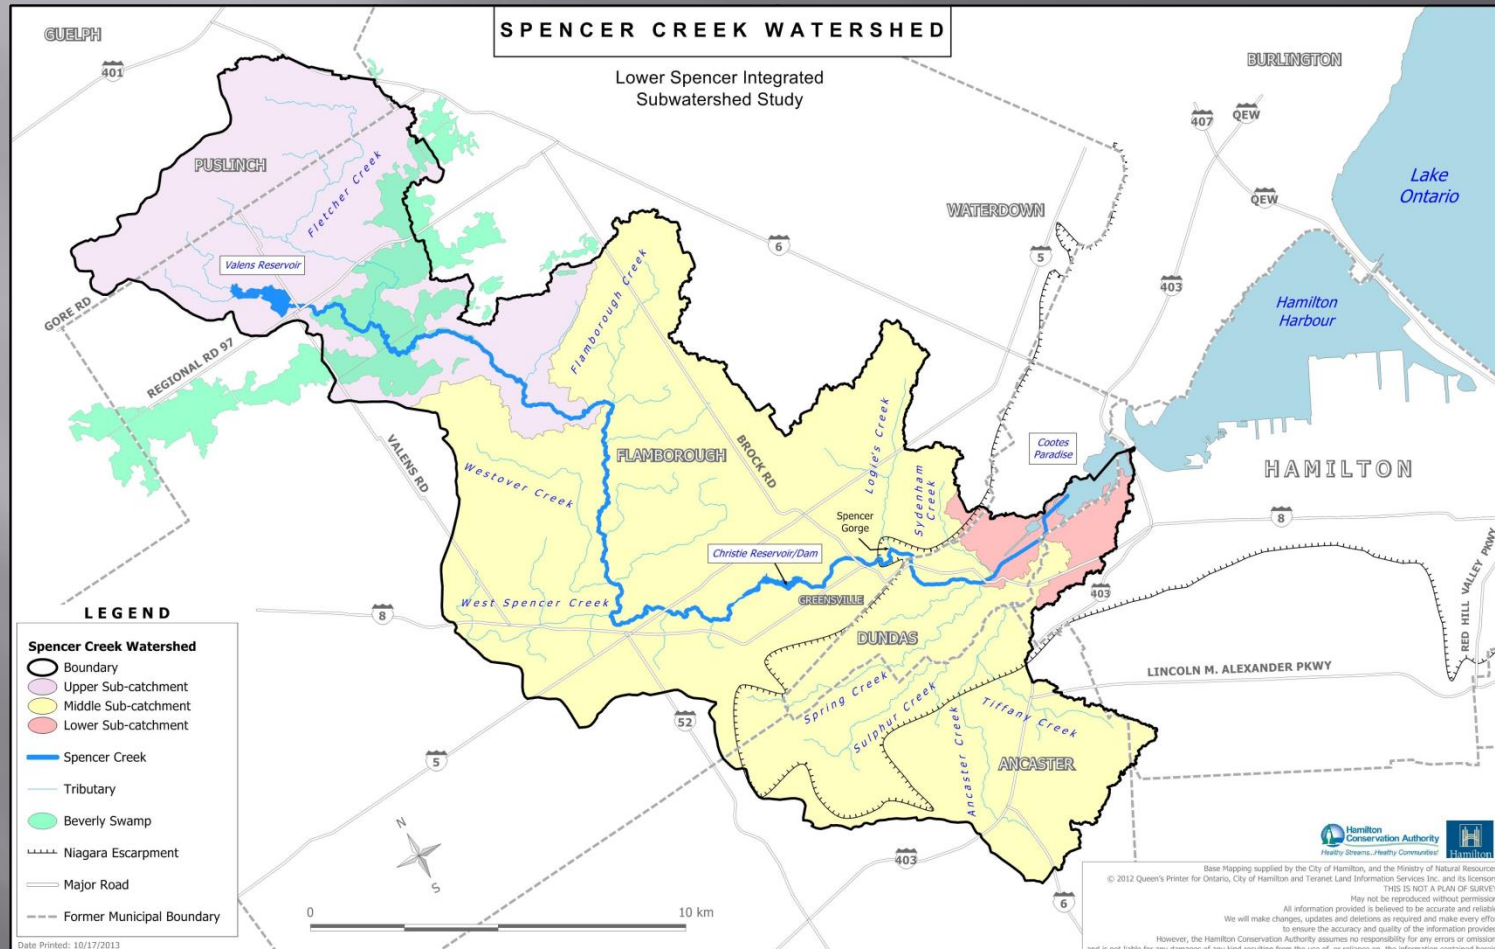 SPENCER CREEK WATERSHED
Lower Spencer Integrated
Subwatershed Study
GUELPH
401
BURLINGTON
407
QEW
QEW
Lake
Ontario
PUSLINCH
Fletcher Creek
WATERDOWN
6
5
403
Valens Reservoir
GORE RD
REGIONAL RD 97
Flamborough Creek
Hamilton
Harbour
VALENS RD
BROCK RD
FLAMBOROUGH
Westover Creek
Logie's Creek
Sydenham
Creek
Cootes
Paradise
HAMILTON
Spencer
Gorge
8
Christie Reservoir/Dam
GREENSVILLE
West Spencer Creek
8
403
DUNDAS
RED HILL VALLEY PKWY
LINCOLN M. ALEXANDER PKWY
Spring Creek
Sulphur Creek
Ancaster Creek
Tiffany Creek
ANCASTER
52
5
403
6
LEGEND
Spencer Creek Watershed
Boundary
Upper Sub-catchment
Middle Sub-catchment
Lower Sub-catchment
Spencer Creek
Tributary
Beverly Swamp
Niagara Escarpment
Major Road
Former Municipal Boundary
N
S
0 10 km
Date Printed: 10/17/2013
Hamilton
Conservation Authority
Healthy Streams...Healthy Communities!
Hamilton
Base Mapping supplied by the City of Hamilton, and the Ministry of Natural Resources
© 2012 Queen's Printer for Ontario, City of Hamilton and Teranet Land Information Services Inc. and its licensors
THIS IS NOT A PLAN OF SURVEY
May not be reproduced without permission
All information provided is believed to be accurate and reliable
We will make changes, updates and deletions as required and make every effor
to ensure the accuracy and quality of the information provided
However, the Hamilton Conservation Authority assumes no responsibility for any errors or omission